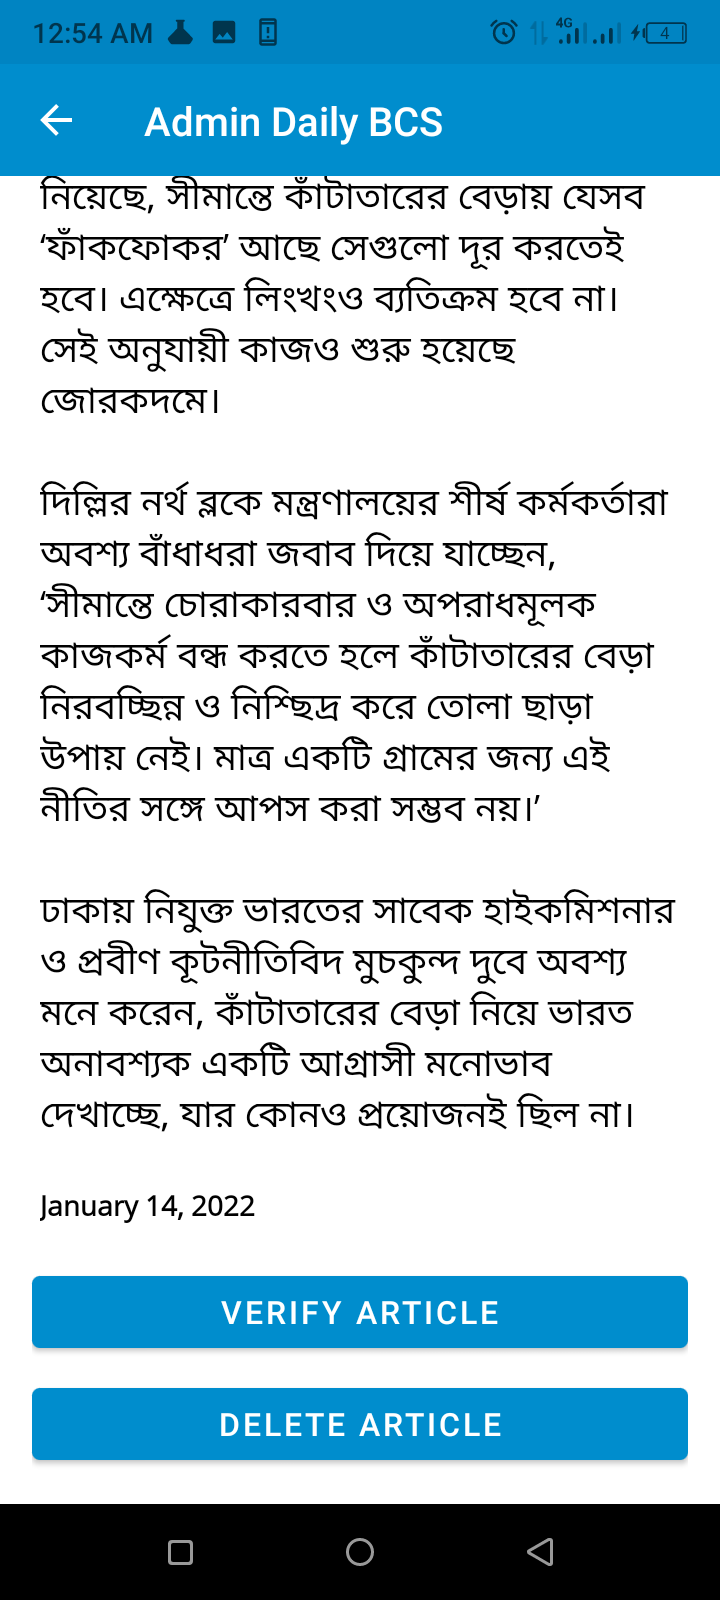 12:54 AM
4G
4
Admin Daily BCS
নিয়েছে, সীমান্তে কাঁটাতারের বেড়ায় যেসব
‘ফাঁকফোকর’ আছে সেগুলো দূর করতেই
হবে। এক্ষেত্রে লিংখংও ব্যতিক্রম হবে না।
সেই অনুযায়ী কাজও শুরু হয়েছে
জোরকদমে।
দিল্লির নর্থ ব্লকে মন্ত্রণালয়ের শীর্ষ কর্মকর্তারা
অবশ্য বাঁধাধরা জবাব দিয়ে যাচ্ছেন,
‘সীমান্তে চোরাকারবার ও অপরাধমূলক
কাজকর্ম বন্ধ করতে হলে কাঁটাতারের বেড়া
নিরবচ্ছিন্ন ও নিশ্ছিদ্র করে তোলা ছাড়া
উপায় নেই। মাত্র একটি গ্রামের জন্য এই
নীতির সঙ্গে আপস করা সম্ভব নয়।’
ঢাকায় নিযুক্ত ভারতের সাবেক হাইকমিশনার
ও প্রবীণ কূটনীতিবিদ মুচকুন্দ দুবে অবশ্য
মনে করেন, কাঁটাতারের বেড়া নিয়ে ভারত
অনাবশ্যক একটি আগ্রাসী মনোভাব
দেখাচ্ছে, যার কোনও প্রয়োজনই ছিল না।
January 14, 2022
VERIFY ARTICLE
DELETE ARTICLE